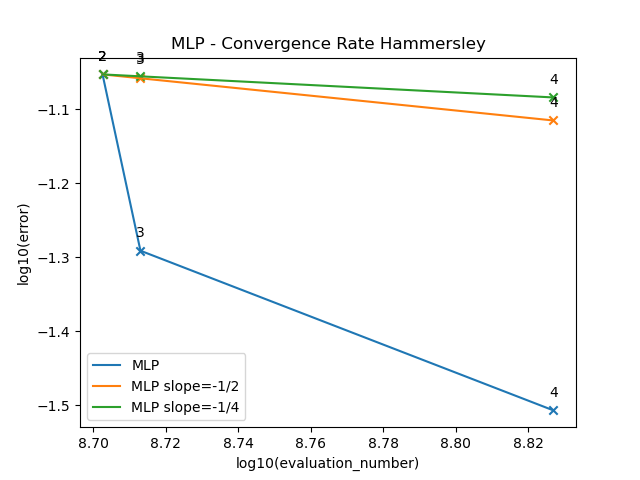 MLP - Convergence Rate Hammersley
2
3
3
4
4
3
4
−1.1
−1.2
−1.3
−1.4
−1.5
log10(error)
MLP
MLP slope=-1/2
MLP slope=-1/4
8.70 8.72 8.74 8.76 8.78 8.80 8.82
log10(evaluation_number)